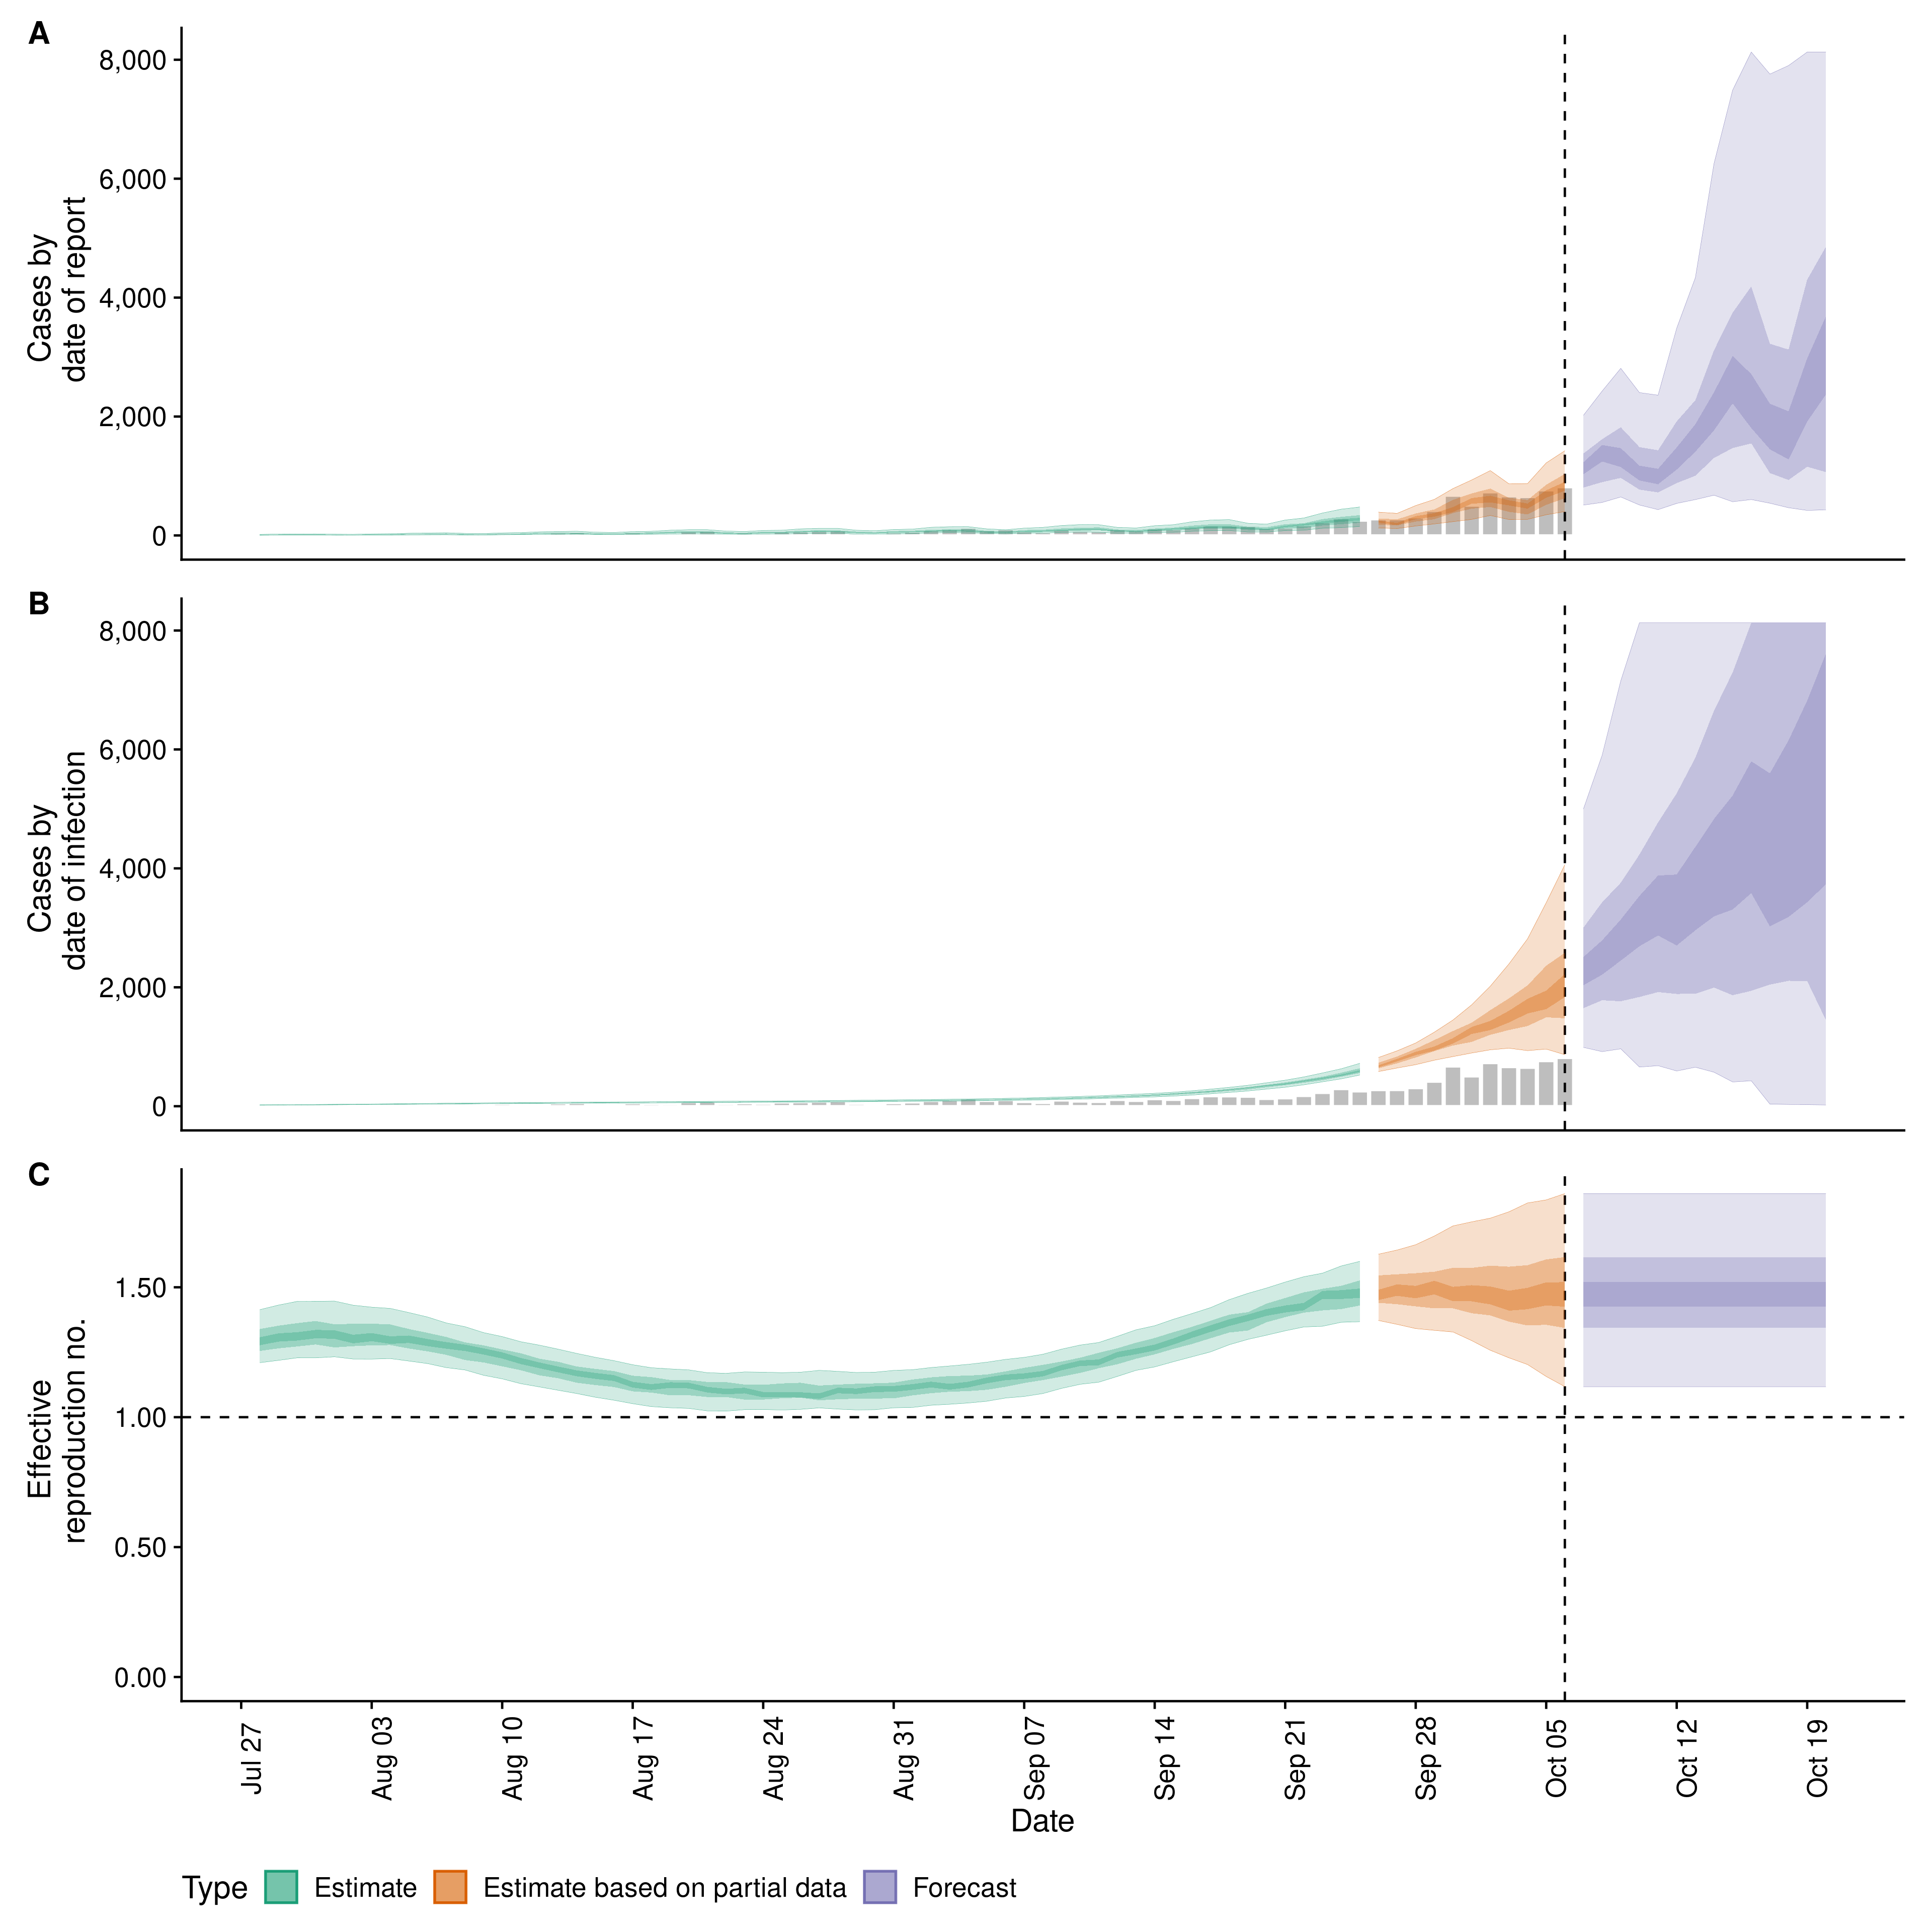 A
8,000
6,000
4,000
2,000
0
Cases by
date of report
B
8,000
6,000
4,000
2,000
0
Cases by
date of infection
C
1.50
1.00
0.50
0.00
Effective
reproduction no.
Jul 27
Aug 03
Aug 10
Aug 17
Aug 24
Aug 31
Sep 07
Sep 14
Sep 21
Sep 28
Oct 05
Oct 12
Oct 19
Date
Type Estimate Estimate based on partial data Forecast